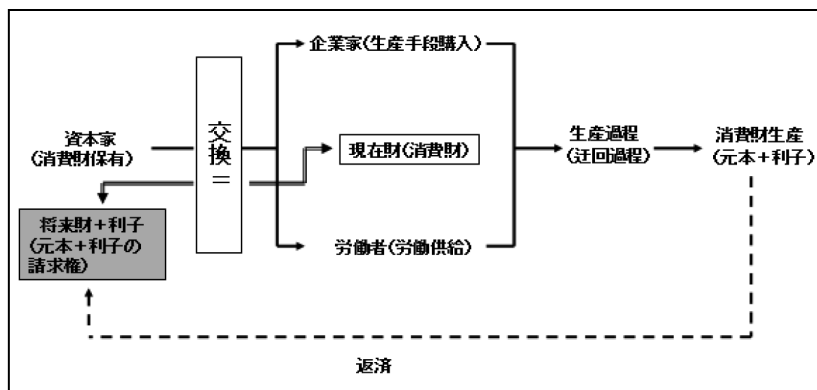 企業家(生産手段購入)
資本家
(消費財保有)
交換＝
現在財(消費財)
生産過程
(迂回過程)
消費財生産
(元本＋利子)
将来財＋利子
(元本＋利子の
請求権)
労働者(労働供給)
返済